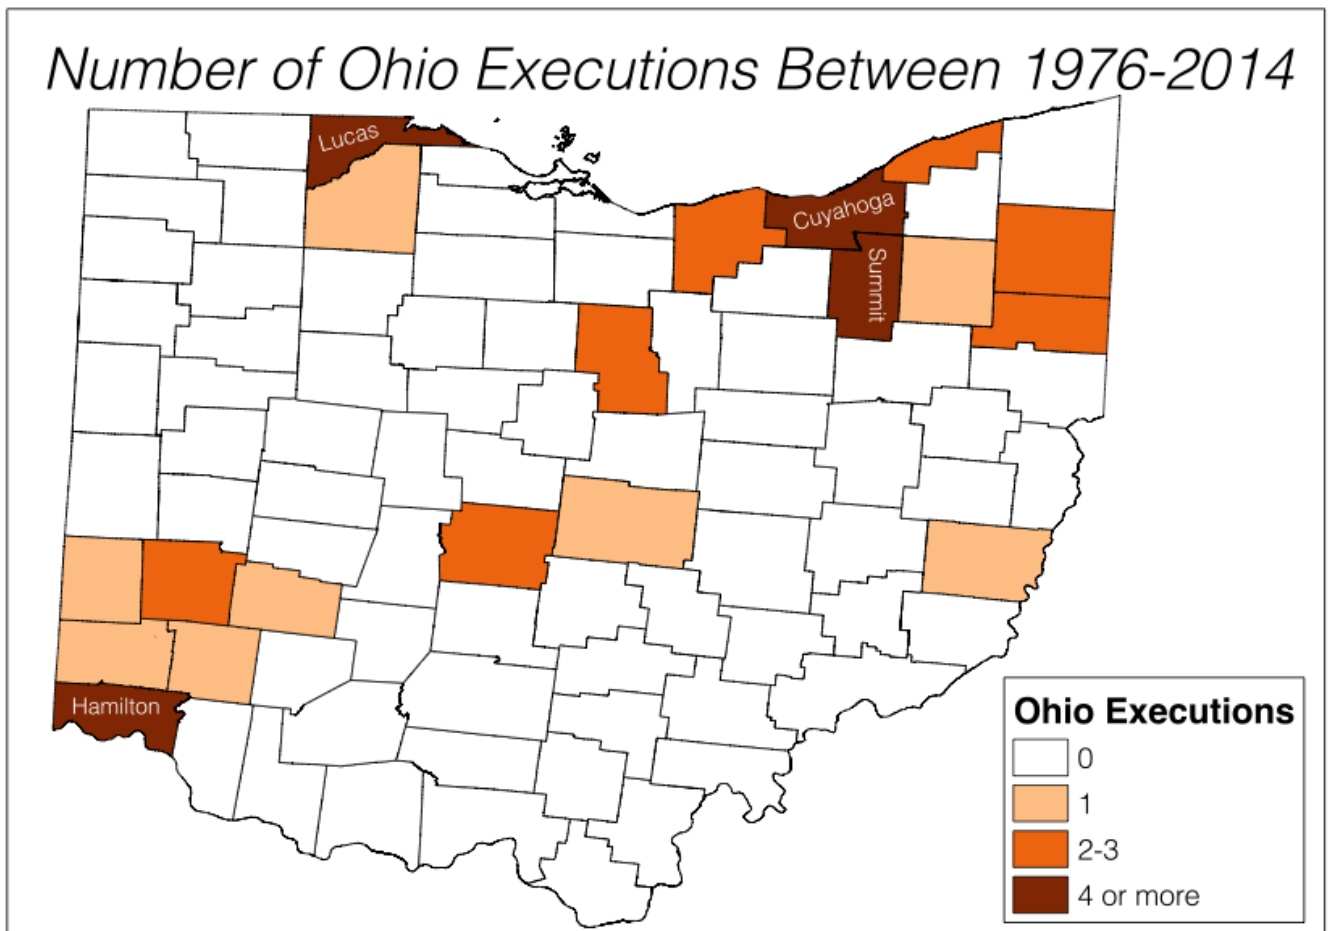 Number of Ohio Executions Between 1976-2014
Lucas
Cuyahoga
Summit
Hamilton
Ohio Executions
0
1
2-3
4 or more